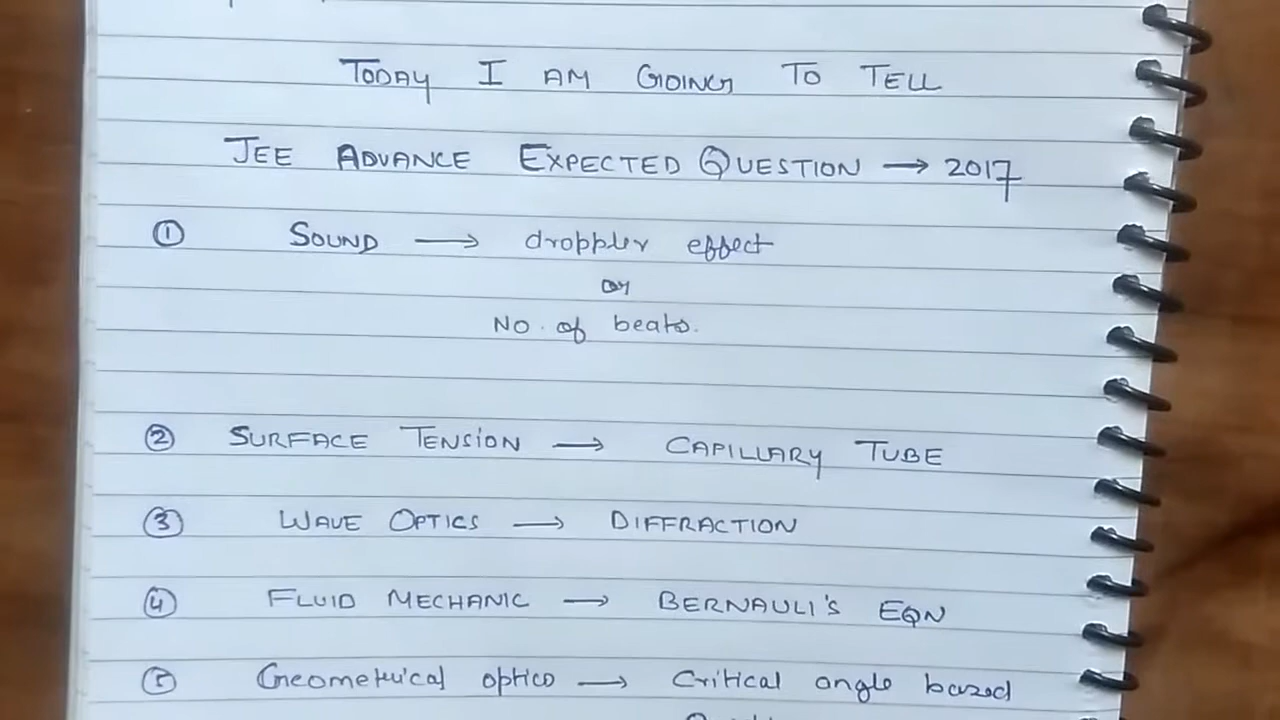 TODAY I AM GOING TO TELL
JEE ADVANCE EXPECTED QUESTION → 2017
① SOUND → droppler effect
or
No. of beats.
② SURFACE TENSION → CAPILLARY TUBE
③ WAVE OPTICS → DIFFRACTION
④ FLUID MECHANIC → BERNAULI'S EQN
⑤ Geometrical optics → Critical angle based